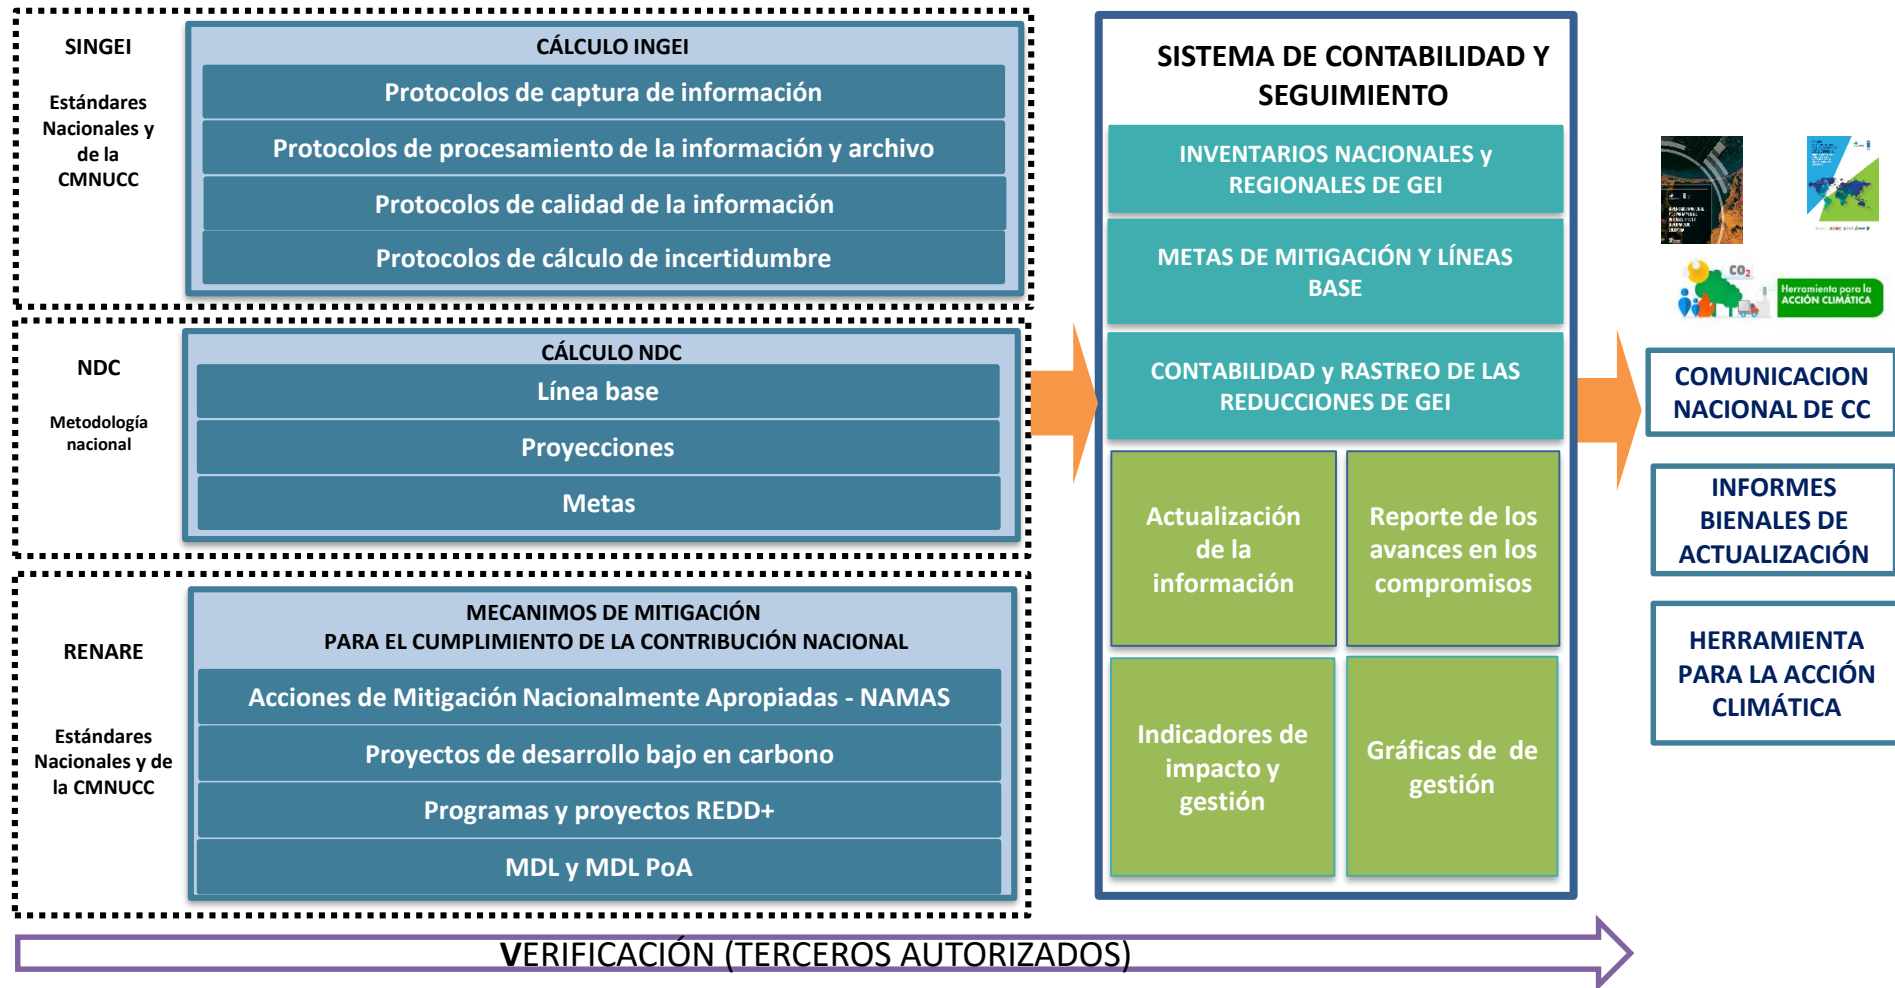 SINGEI
Estándares
Nacionales y
de la
CMNUCC
CÁLCULO INGEI
Protocolos de captura de información
Protocolos de procesamiento de la información y archivo
Protocolos de calidad de la información
Protocolos de cálculo de incertidumbre
NDC
Metodología
nacional
CÁLCULO NDC
Línea base
Proyecciones
Metas
RENARE
Estándares
Nacionales y de
la CMNUCC
MECANIMOS DE MITIGACIÓN
PARA EL CUMPLIMIENTO DE LA CONTRIBUCIÓN NACIONAL
Acciones de Mitigación Nacionalmente Apropiadas - NAMAS
Proyectos de desarrollo bajo en carbono
Programas y proyectos REDD+
MDL y MDL PoA
SISTEMA DE CONTABILIDAD Y
SEGUIMIENTO
INVENTARIOS NACIONALES y
REGIONALES DE GEI
METAS DE MITIGACIÓN Y LÍNEAS
BASE
CONTABILIDAD y RASTREO DE LAS
REDUCCIONES DE GEI
Actualización
de la
información
Reporte de los
avances en los
compromisos
Indicadores de
impacto y
gestión
Gráficas de  de
gestión
CO2
Herramienta para la
ACCIÓN CLIMÁTICA
COMUNICACION
NACIONAL DE CC
INFORMES
BIENALES DE
ACTUALIZACIÓN
HERRAMIENTA
PARA LA ACCIÓN
CLIMÁTICA
VERIFICACIÓN (TERCEROS AUTORIZADOS)